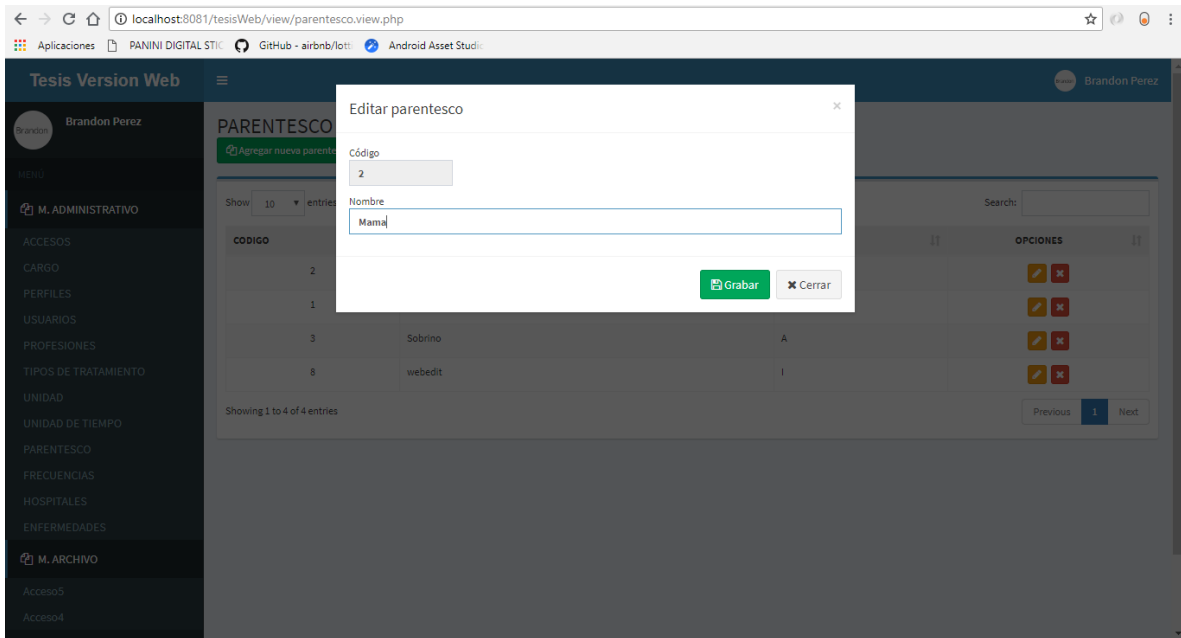 localhost:8081/tesisWeb/view/parentesco.view.php
Aplicaciones PANINI DIGITAL STIC GitHub - airbnb/lott Android Asset Studio
Tesis Version Web
Brandon Perez
Brandon
Brandon Perez
MENÚ
M. ADMINISTRATIVO
ACCESOS
CARGO
PERFILES
USUARIOS
PROFESIONES
TIPOS DE TRATAMIENTO
UNIDAD
UNIDAD DE TIEMPO
PARENTESCO
FRECUENCIAS
HOSPITALES
ENFERMEDADES
M. ARCHIVO
Acceso5
Acceso4
PARENTESCO
Agregar nueva parente
Editar parentesco ×
Código
2
Nombre
Mama
Grabar Cerrar
Show 10 entries
Search:
CODIGO OPCIONES
2
1
3 Sobrino A
8 webedit I
Showing 1 to 4 of 4 entries
Previous 1 Next